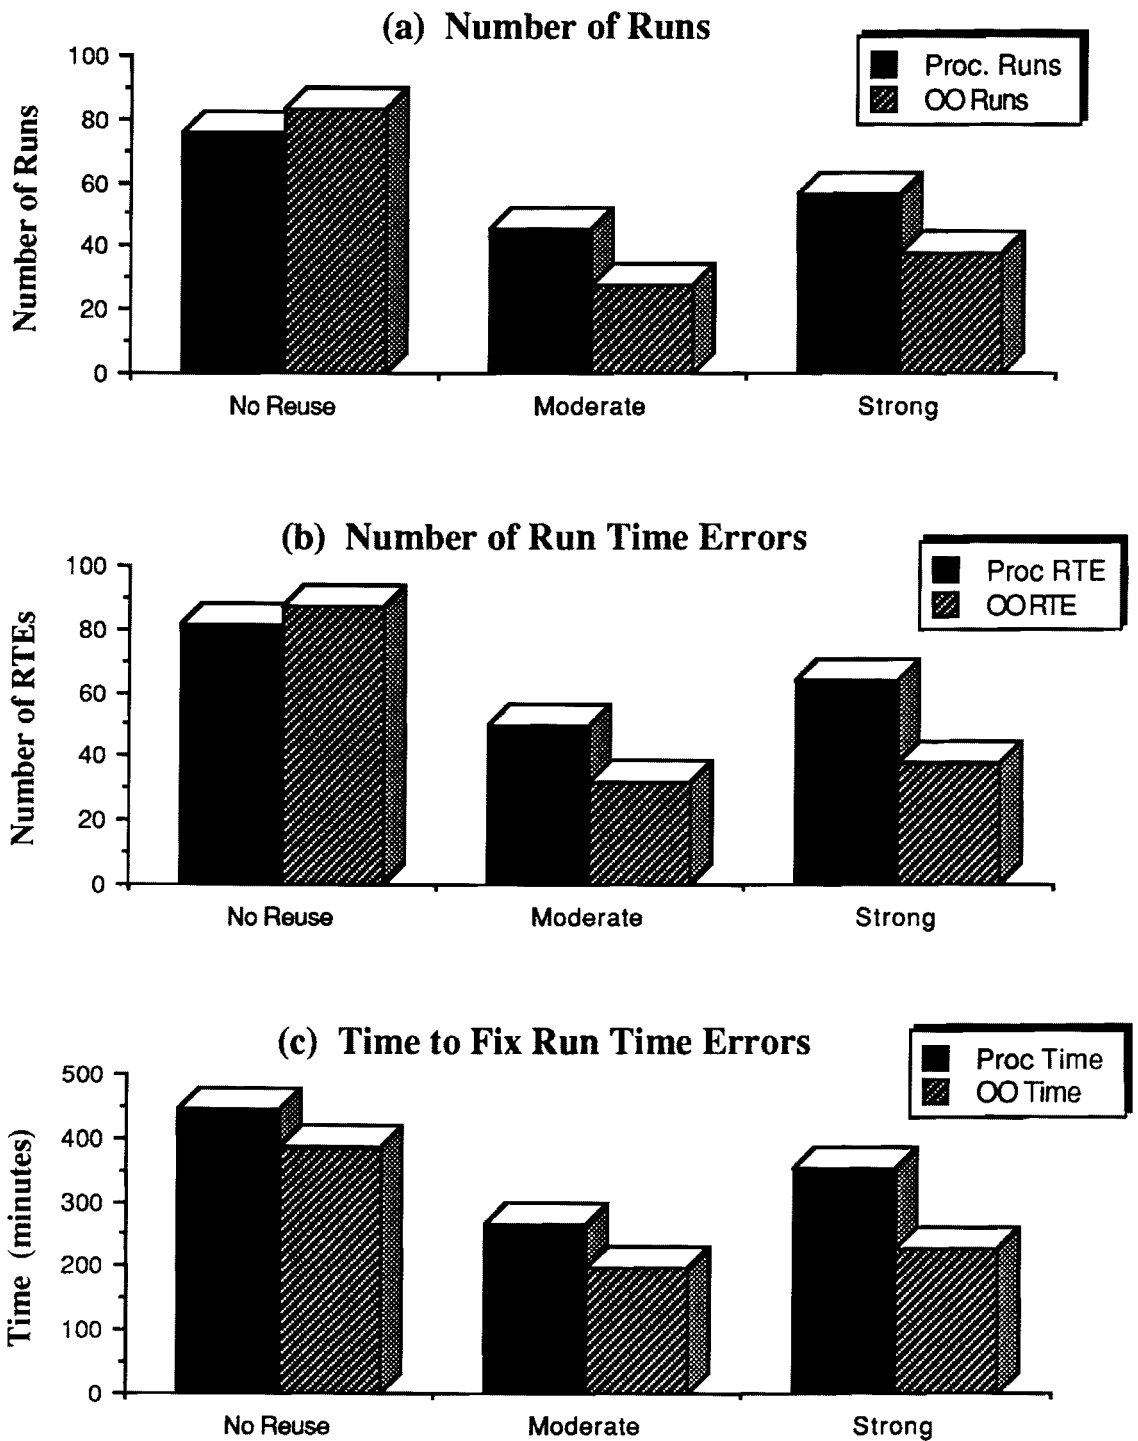 (a) Number of Runs
Proc. Runs
OO Runs
Number of Runs
100
80
60
40
20
0
No Reuse Moderate Strong
(b) Number of Run Time Errors
Proc RTE
OO RTE
Number of RTEs
100
80
60
40
20
0
No Reuse Moderate Strong
(c) Time to Fix Run Time Errors
Proc Time
OO Time
Time (minutes)
500
400
300
200
100
0
No Reuse Moderate Strong